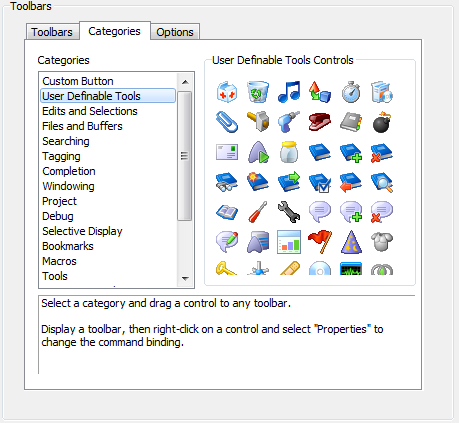 Toolbars
Toolbars Categories Options
Categories
User Definable Tools Controls
Custom Button
User Definable Tools
Edits and Selections
Files and Buffers
Searching
Tagging
Completion
Windowing
Project
Debug
Selective Display
Bookmarks
Macros
Tools
Select a category and drag a control to any toolbar.
Display a toolbar, then right-click on a control and select "Properties" to
change the command binding.